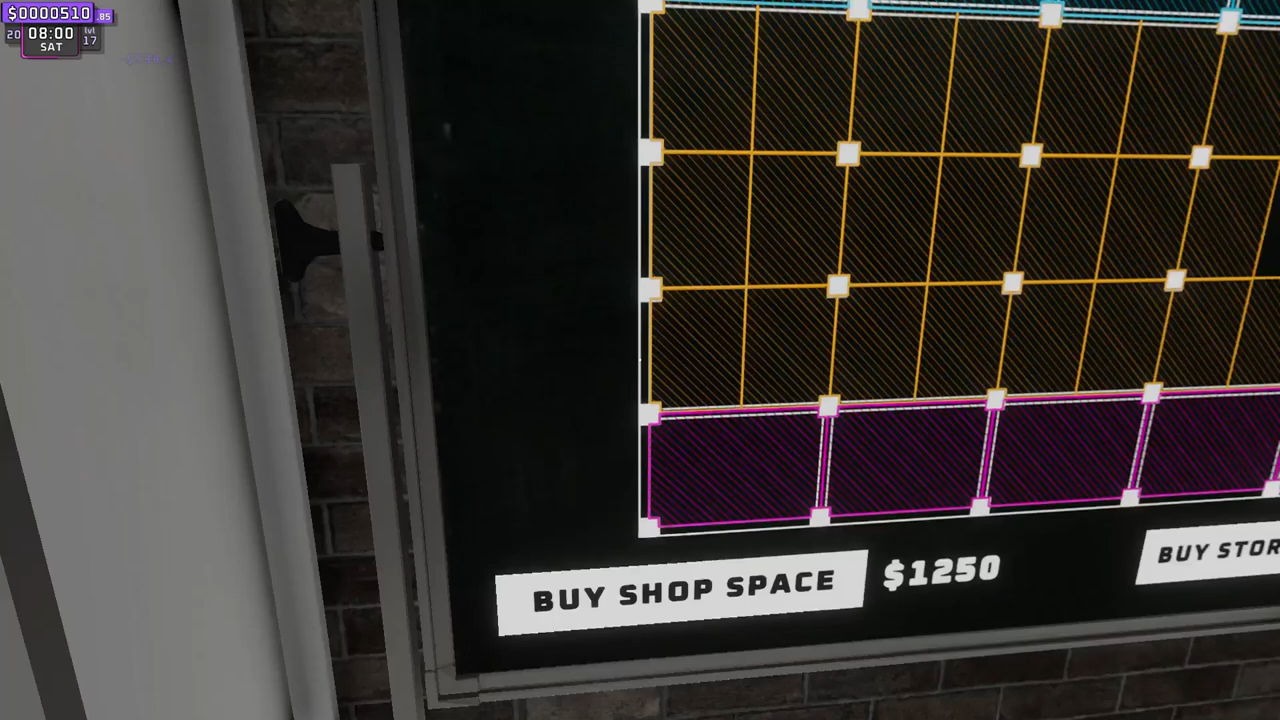 $0000510.85
20 08:00 lvl 17
SAT
BUY SHOP SPACE $1250
BUY STOR